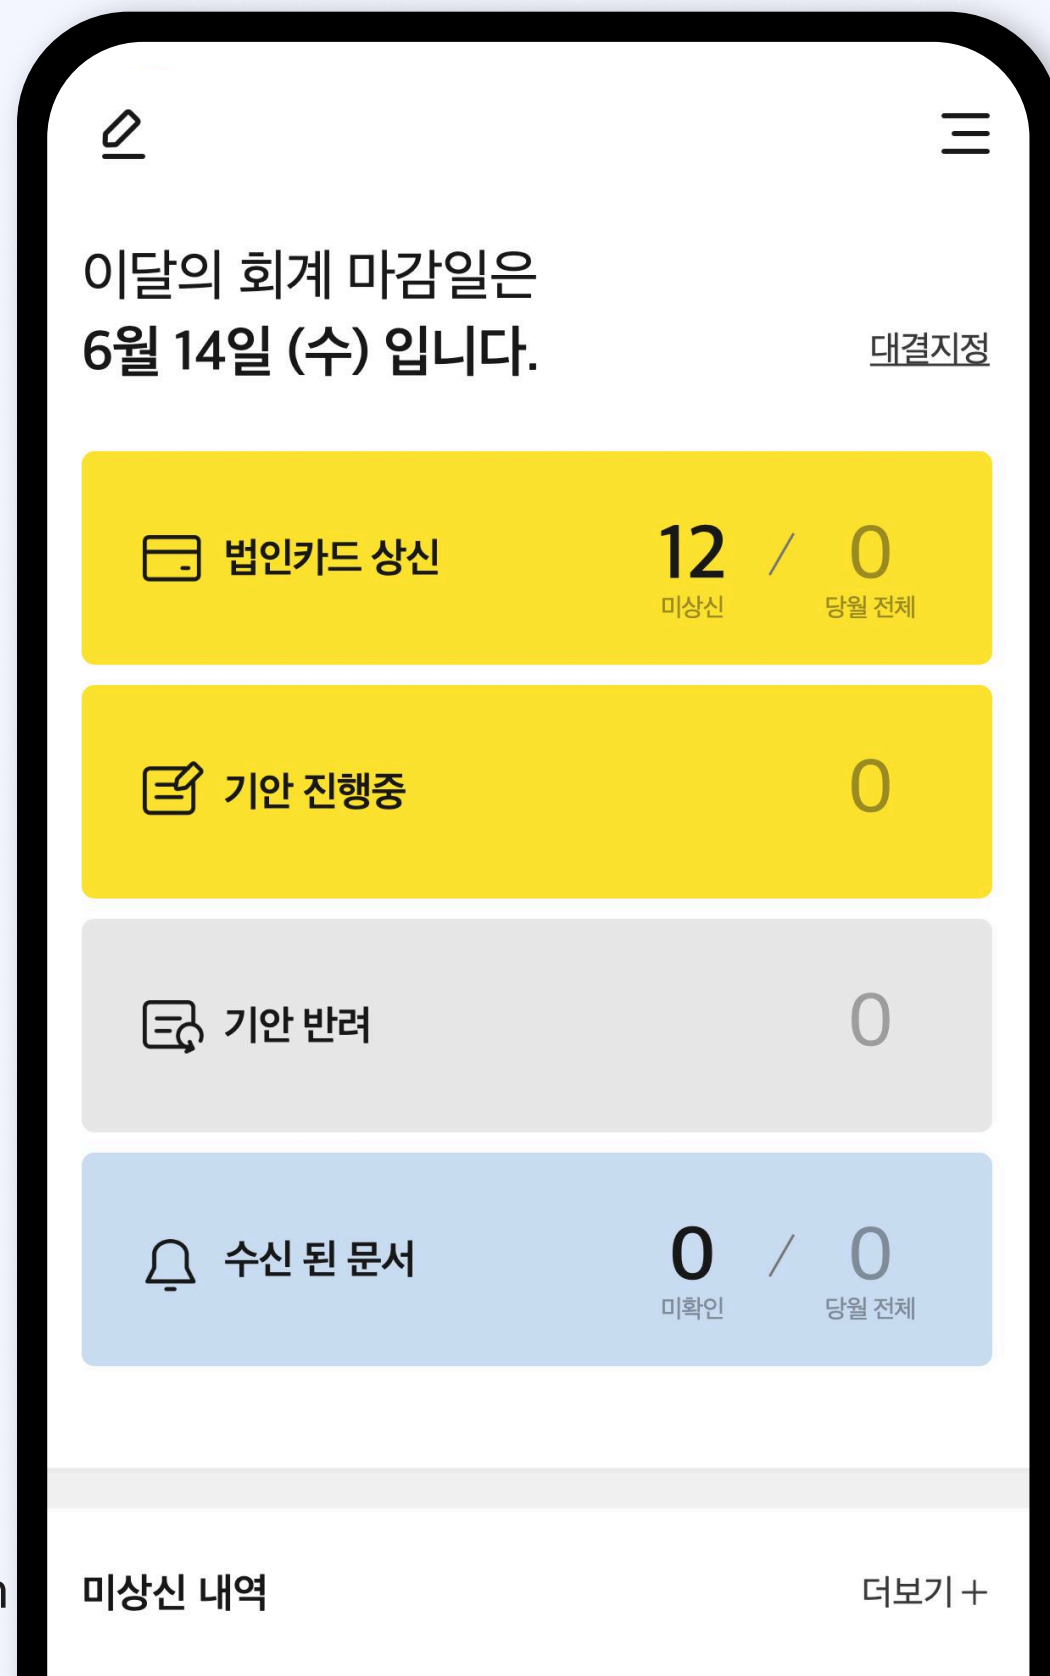 이달의 회계 마감일은
6월 14일 (수) 입니다.
대결지정
법인카드 상신
12 / 0
미상신 당월 전체
기안 진행중
0
기안 반려
0
수신 된 문서
0 / 0
미확인 당월 전체
미상신 내역
더보기 +